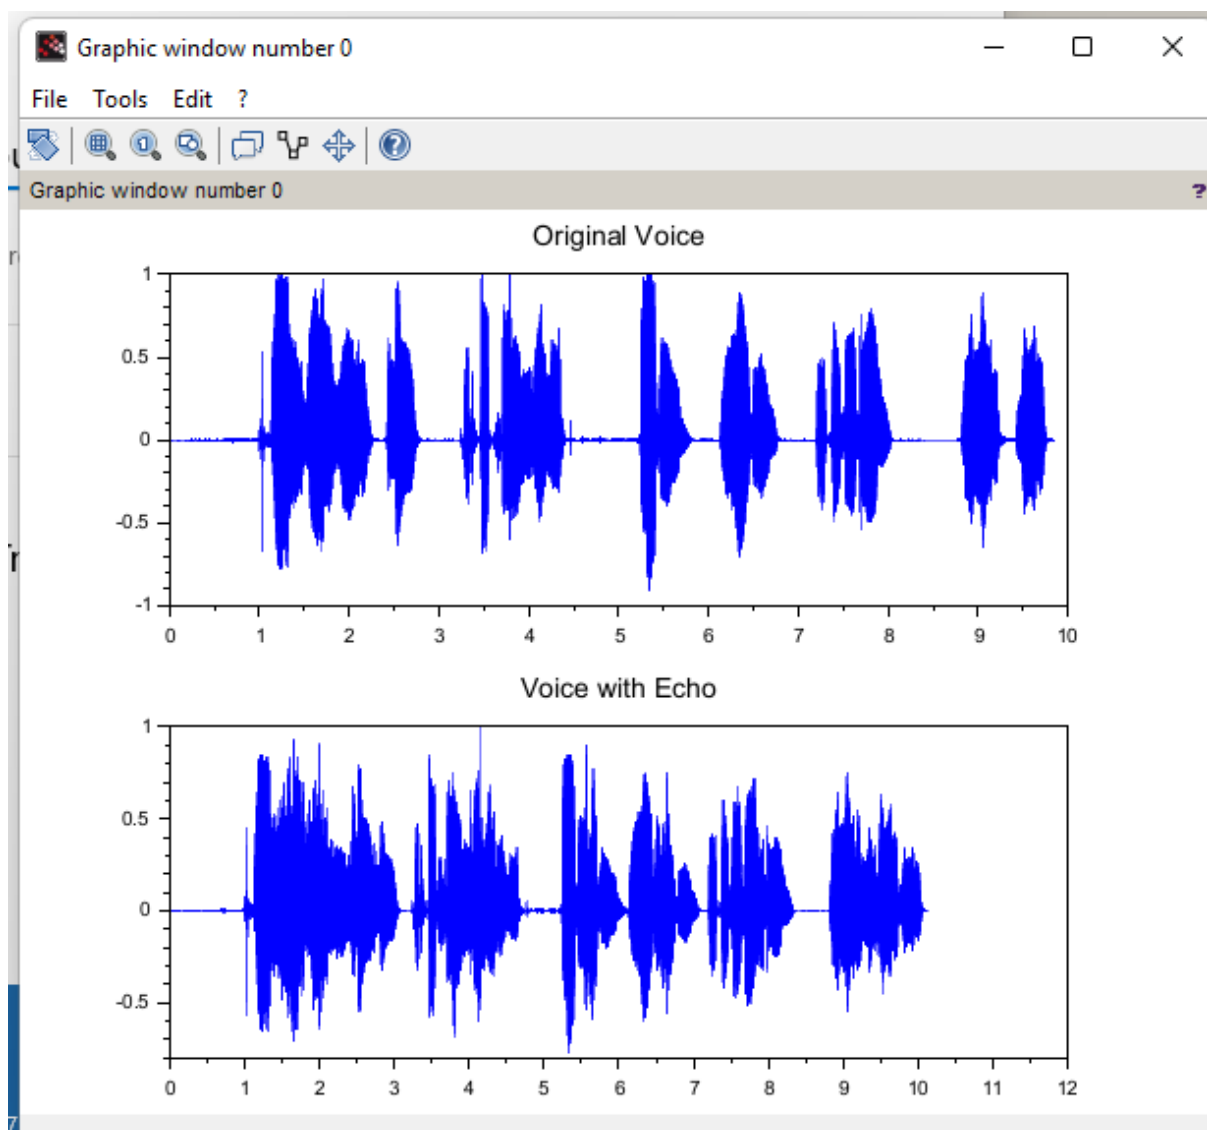 Graphic window number 0
File Tools Edit ?
Graphic window number 0 ?
Original Voice
1
0.5
0
-0.5
-1
0 1 2 3 4 5 6 7 8 9 10
Voice with Echo
1
0.5
0
-0.5
0 1 2 3 4 5 6 7 8 9 10 11 12